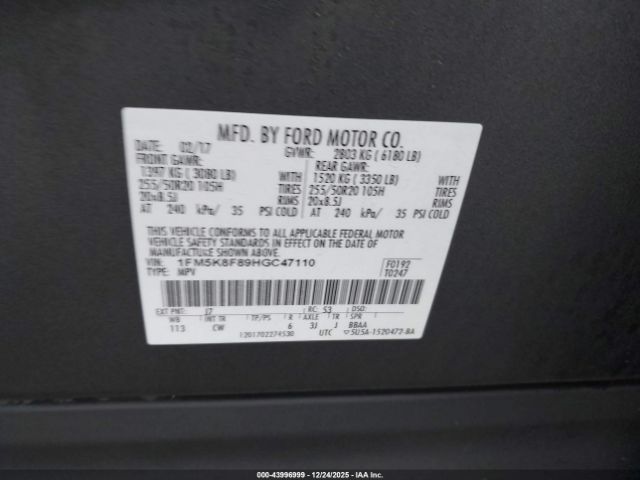 MFD. BY FORD MOTOR CO.
DATE: 02/17 GVWR: 2803 KG ( 6180 LB)
FRONT GAWR: REAR GAWR:
1397 KG ( 3080 LB) WITH 1520 KG ( 3350 LB) WITH
255/50R20 105H TIRES 255/50R20 105H TIRES
20x8.5J RIMS 20x8.5J RIMS
AT 240 kPa/ 35 PSI COLD AT 240 kPa/ 35 PSI COLD
THIS VEHICLE CONFORMS TO ALL APPLICABLE FEDERAL MOTOR
VEHICLE SAFETY STANDARDS IN EFFECT ON THE DATE OF
MANUFACTURE SHOWN ABOVE.
VIN: 1FM5K8F89HGC47110 F0192
TYPE: MPV T0247
EXT PNT: J7 RC: 53 DSO:
WB INT TR TP/PS R AXLE TR SPR
113 CW 6 3J J BBAA
1201702274530 UTC 5U5A-1520472-BA
000-43996999 - 12/24/2025 - ©IAA Inc.